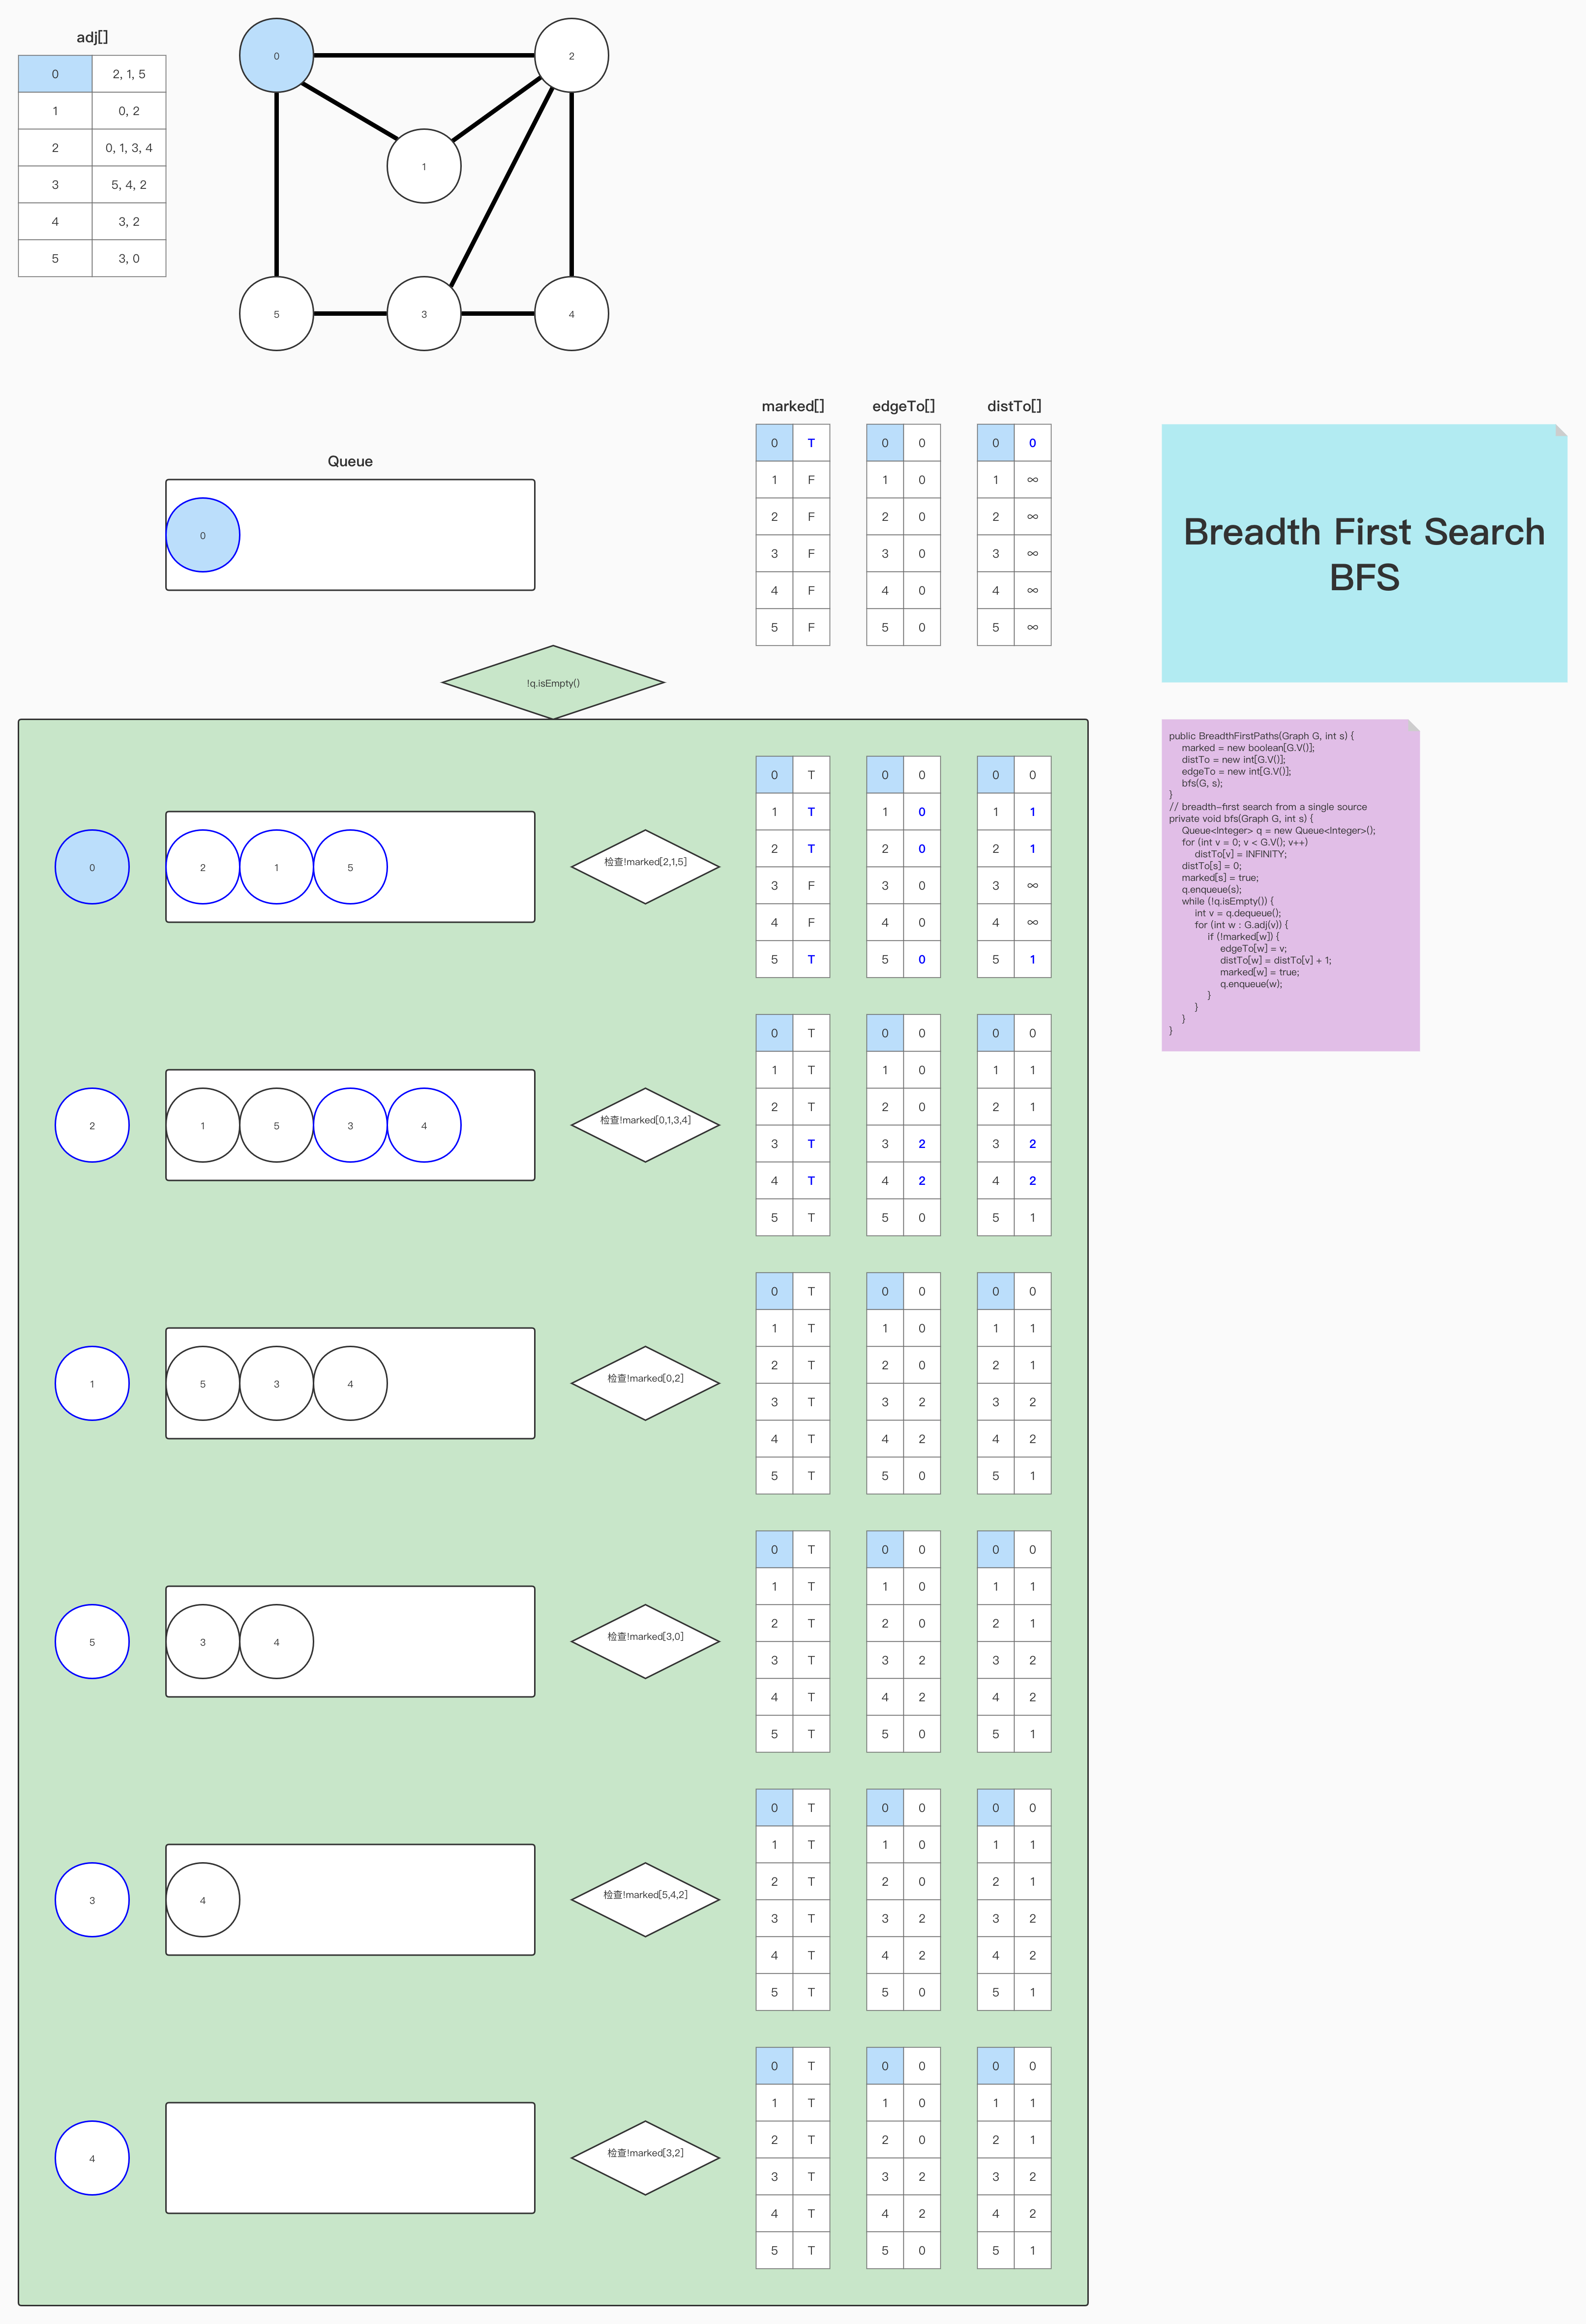 adj[]
0 2, 1, 5
1 0, 2
2 0, 1, 3, 4
3 5, 4, 2
4 3, 2
5 3, 0
0
2
1
5
3
4
marked[] edgeTo[] distTo[]
0 T 0 0 0 0
1 F 1 0 1 ∞
2 F 2 0 2 ∞
3 F 3 0 3 ∞
4 F 4 0 4 ∞
5 F 5 0 5 ∞
Queue
0
Breadth First Search
BFS
!q.isEmpty()
0
2 1 5
检查!marked[2,1,5]
0 T 0 0 0 0
1 T 1 0 1 1
2 T 2 0 2 1
3 F 3 0 3 ∞
4 F 4 0 4 ∞
5 T 5 0 5 1
2
1 5 3 4
检查!marked[0,1,3,4]
0 T 0 0 0 0
1 T 1 0 1 1
2 T 2 0 2 1
3 T 3 2 3 2
4 T 4 2 4 2
5 T 5 0 5 1
1
5 3 4
检查!marked[0,2]
0 T 0 0 0 0
1 T 1 0 1 1
2 T 2 0 2 1
3 T 3 2 3 2
4 T 4 2 4 2
5 T 5 0 5 1
5
3 4
检查!marked[3,0]
0 T 0 0 0 0
1 T 1 0 1 1
2 T 2 0 2 1
3 T 3 2 3 2
4 T 4 2 4 2
5 T 5 0 5 1
3
4
检查!marked[5,4,2]
0 T 0 0 0 0
1 T 1 0 1 1
2 T 2 0 2 1
3 T 3 2 3 2
4 T 4 2 4 2
5 T 5 0 5 1
4
检查!marked[3,2]
0 T 0 0 0 0
1 T 1 0 1 1
2 T 2 0 2 1
3 T 3 2 3 2
4 T 4 2 4 2
5 T 5 0 5 1
public BreadthFirstPaths(Graph G, int s) {
marked = new boolean[G.V()];
distTo = new int[G.V()];
edgeTo = new int[G.V()];
bfs(G, s);
}
// breadth-first search from a single source
private void bfs(Graph G, int s) {
Queue<Integer> q = new Queue<Integer>();
for (int v = 0; v < G.V(); v++)
distTo[v] = INFINITY;
distTo[s] = 0;
marked[s] = true;
q.enqueue(s);
while (!q.isEmpty()) {
int v = q.dequeue();
for (int w : G.adj(v)) {
if (!marked[w]) {
edgeTo[w] = v;
distTo[w] = distTo[v] + 1;
marked[w] = true;
q.enqueue(w);
}
}
}
}